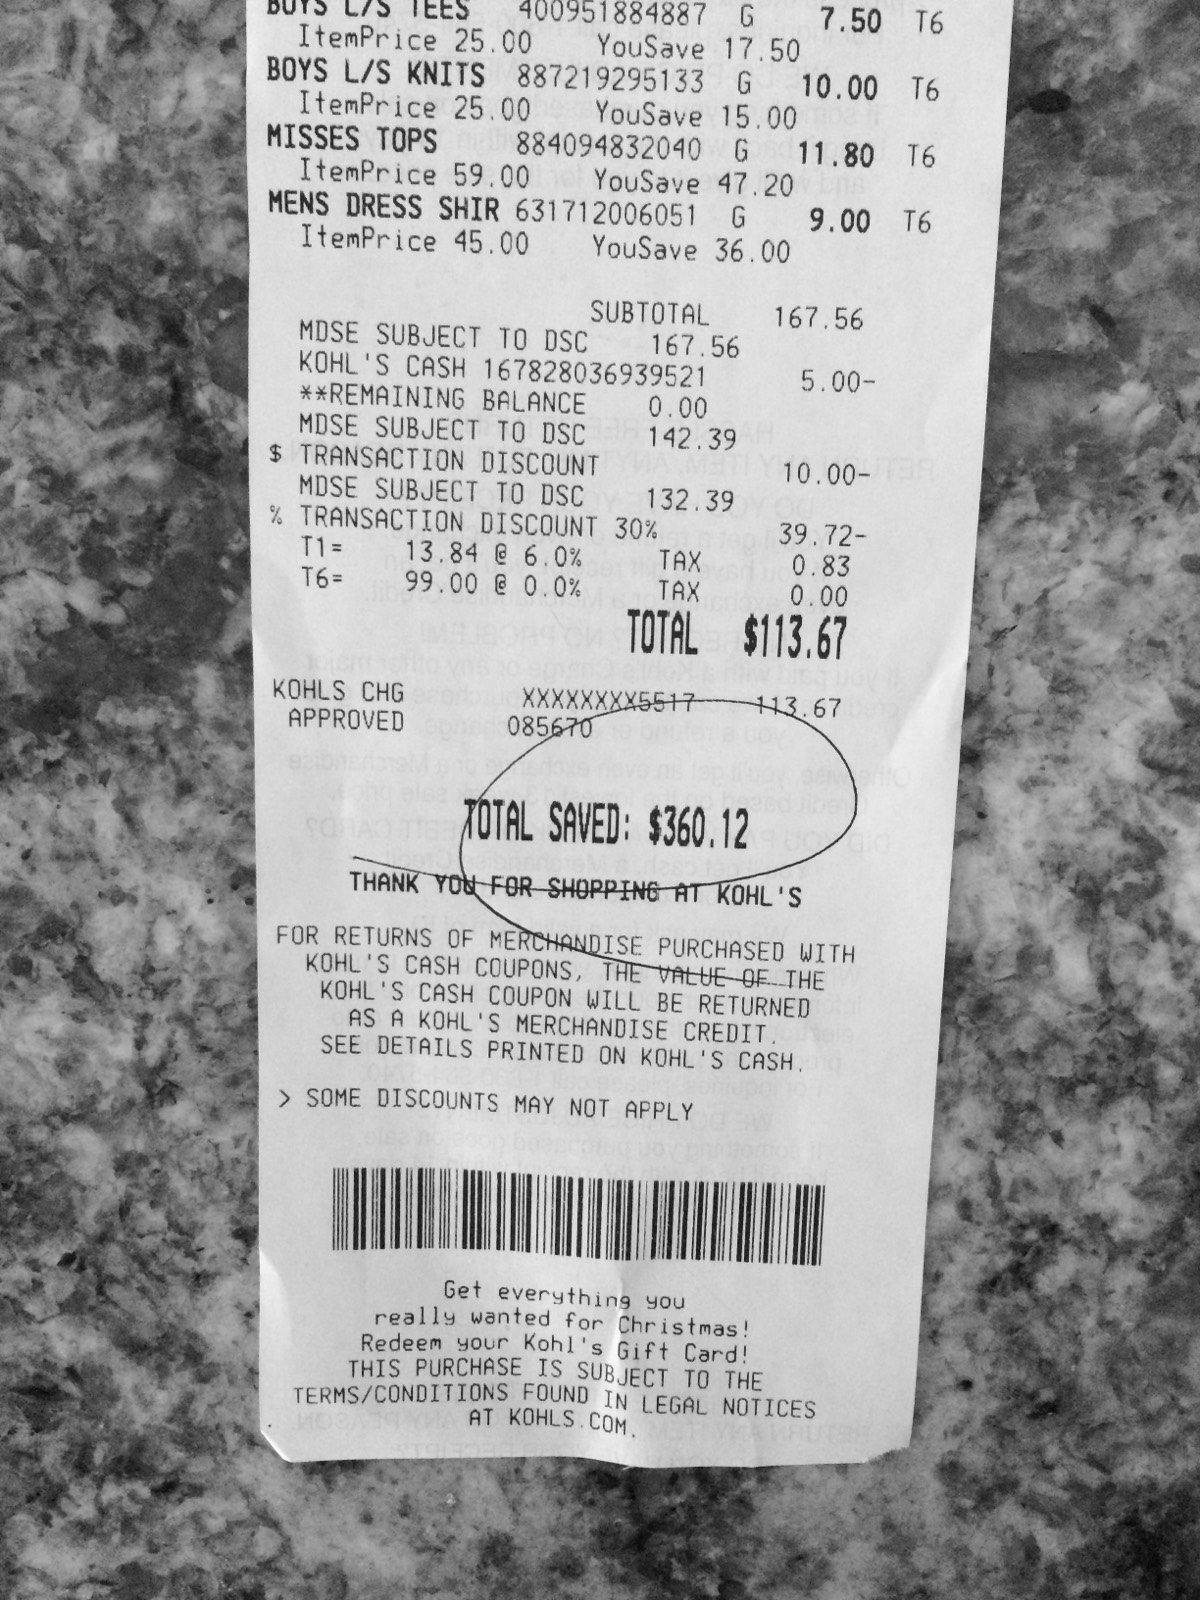 BOYS L/S TEES 400951884887 G 7.50 T6
ItemPrice 25.00 YouSave 17.50
BOYS L/S KNITS 887219295133 G 10.00 T6
ItemPrice 25.00 YouSave 15.00
MISSES TOPS 884094832040 G 11.80 T6
ItemPrice 59.00 YouSave 47.20
MENS DRESS SHIR 631712006051 G 9.00 T6
ItemPrice 45.00 YouSave 36.00
SUBTOTAL 167.56
MDSE SUBJECT TO DSC 167.56
KOHL'S CASH 167828036939521 5.00-
**REMAINING BALANCE 0.00
MDSE SUBJECT TO DSC 142.39
$ TRANSACTION DISCOUNT 10.00-
MDSE SUBJECT TO DSC 132.39
% TRANSACTION DISCOUNT 30% 39.72-
T1= 13.84 @ 6.0% TAX 0.83
T6= 99.00 @ 0.0% TAX 0.00
TOTAL $113.67
KOHLS CHG XXXXXXXX5517 113.67
APPROVED 085670
TOTAL SAVED: $360.12
THANK YOU FOR SHOPPING AT KOHL'S
FOR RETURNS OF MERCHANDISE PURCHASED WITH
KOHL'S CASH COUPONS, THE VALUE OF THE
KOHL'S CASH COUPON WILL BE RETURNED
AS A KOHL'S MERCHANDISE CREDIT.
SEE DETAILS PRINTED ON KOHL'S CASH.
> SOME DISCOUNTS MAY NOT APPLY
Get everything you
really wanted for Christmas!
Redeem your Kohl's Gift Card!
THIS PURCHASE IS SUBJECT TO THE
TERMS/CONDITIONS FOUND IN LEGAL NOTICES
AT KOHLS.COM.